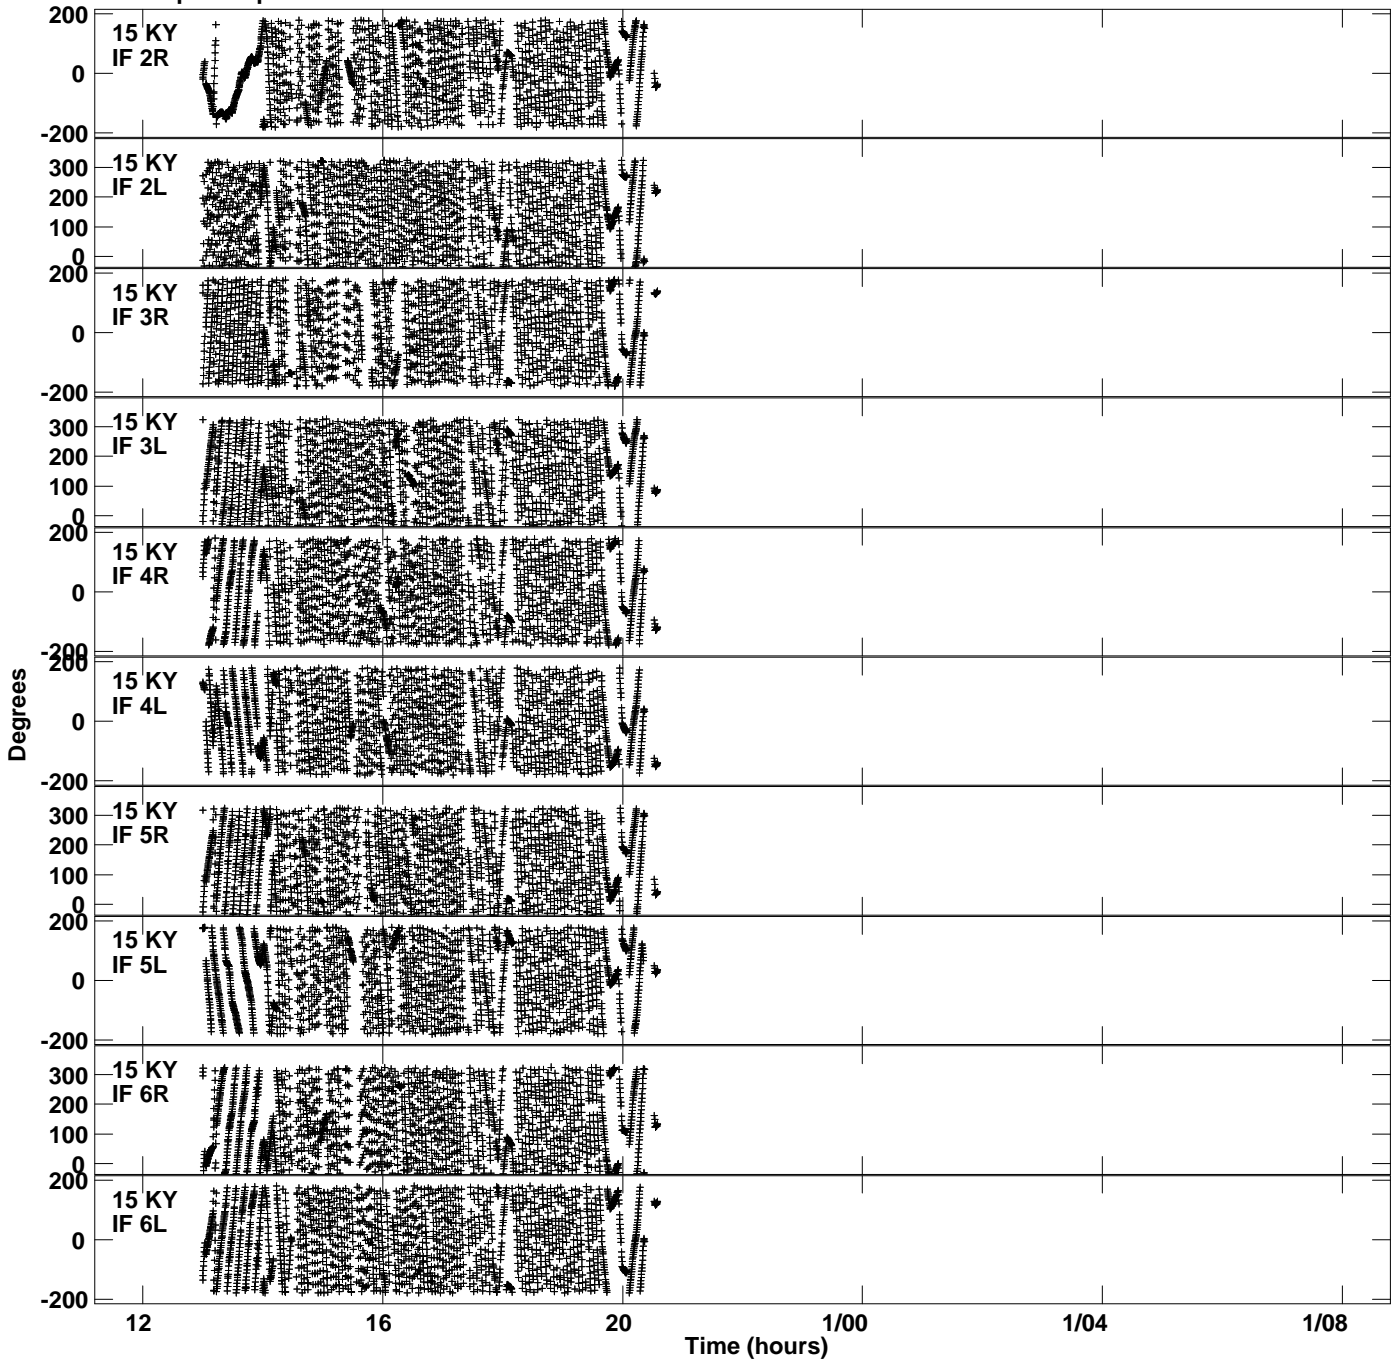 200
15 KY
IF 2R
0
-200
15 KY
300
IF 2L
200
100
0
200
15 KY
IF 3R
0
-200
15 KY
300
IF 3L
200
100
0
200
15 KY
IF 4R
0
-200
200
15 KY
IF 4L
0
-200
15 KY
300
IF 5R
200
100
0
200
15 KY
IF 5L
0
-200
15 KY
300
IF 6R
200
100
0
200
15 KY
IF 6L
0
-200
Degrees
12 16 20 1/00 1/04 1/08
Time (hours)